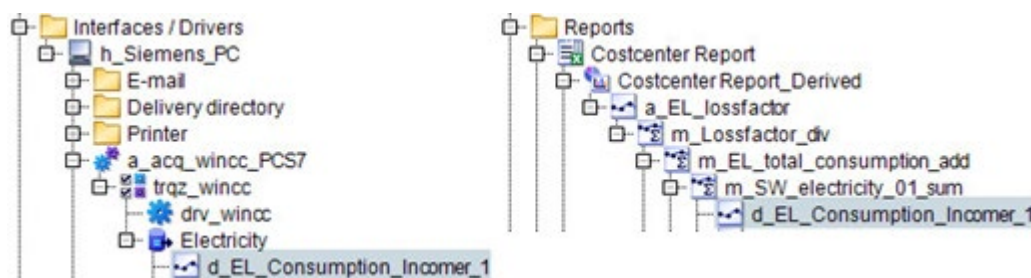 Interfaces / Drivers
h_Siemens_PC
E-mail
Delivery directory
Printer
a_acq_wincc_PCS7
trqz_wincc
drv_wincc
Electricity
d_EL_Consumption_Incomer_1
Reports
Costcenter Report
Costcenter Report_Derived
a_EL_lossfactor
m_Lossfactor_div
m_EL_total_consumption_add
m_SW_electricity_01_sum
d_EL_Consumption_Incomer_1